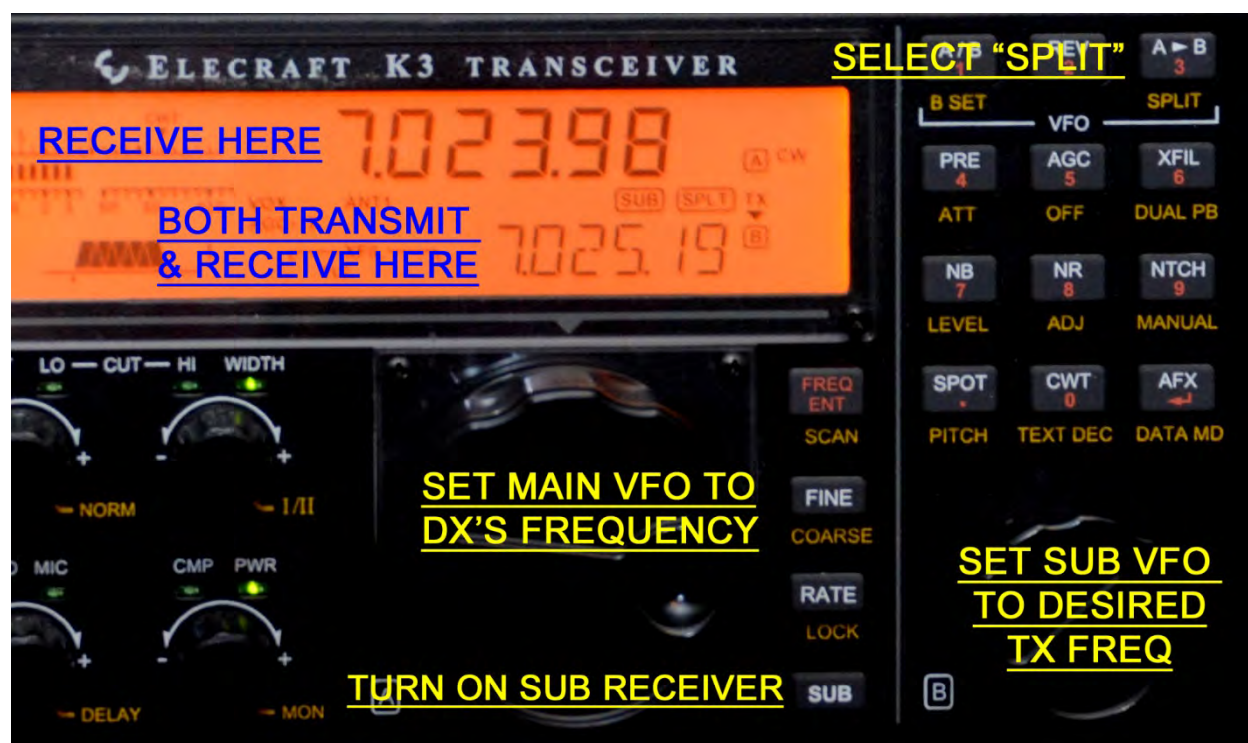 ELECRAFT K3 TRANSCEIVER
SELECT "SPLIT"
A ► B
3
B SET
SPLIT
VFO
RECEIVE HERE
7.023.98
A CW
SUB SPLT TX
BOTH TRANSMIT
& RECEIVE HERE
7.025.19
B
PRE AGC XFIL
4 5 6
ATT OFF DUAL PB
NB NR NTCH
7 8 9
LEVEL ADJ MANUAL
LO CUT HI WIDTH
FREQ
ENT
SCAN
SPOT CWT AFX
. 0
PITCH TEXT DEC DATA MD
NORM I/II
SET MAIN VFO TO
DX'S FREQUENCY
FINE
COARSE
MIC CMP PWR
RATE
LOCK
SET SUB VFO
TO DESIRED
TX FREQ
TURN ON SUB RECEIVER
SUB
B
DELAY MON